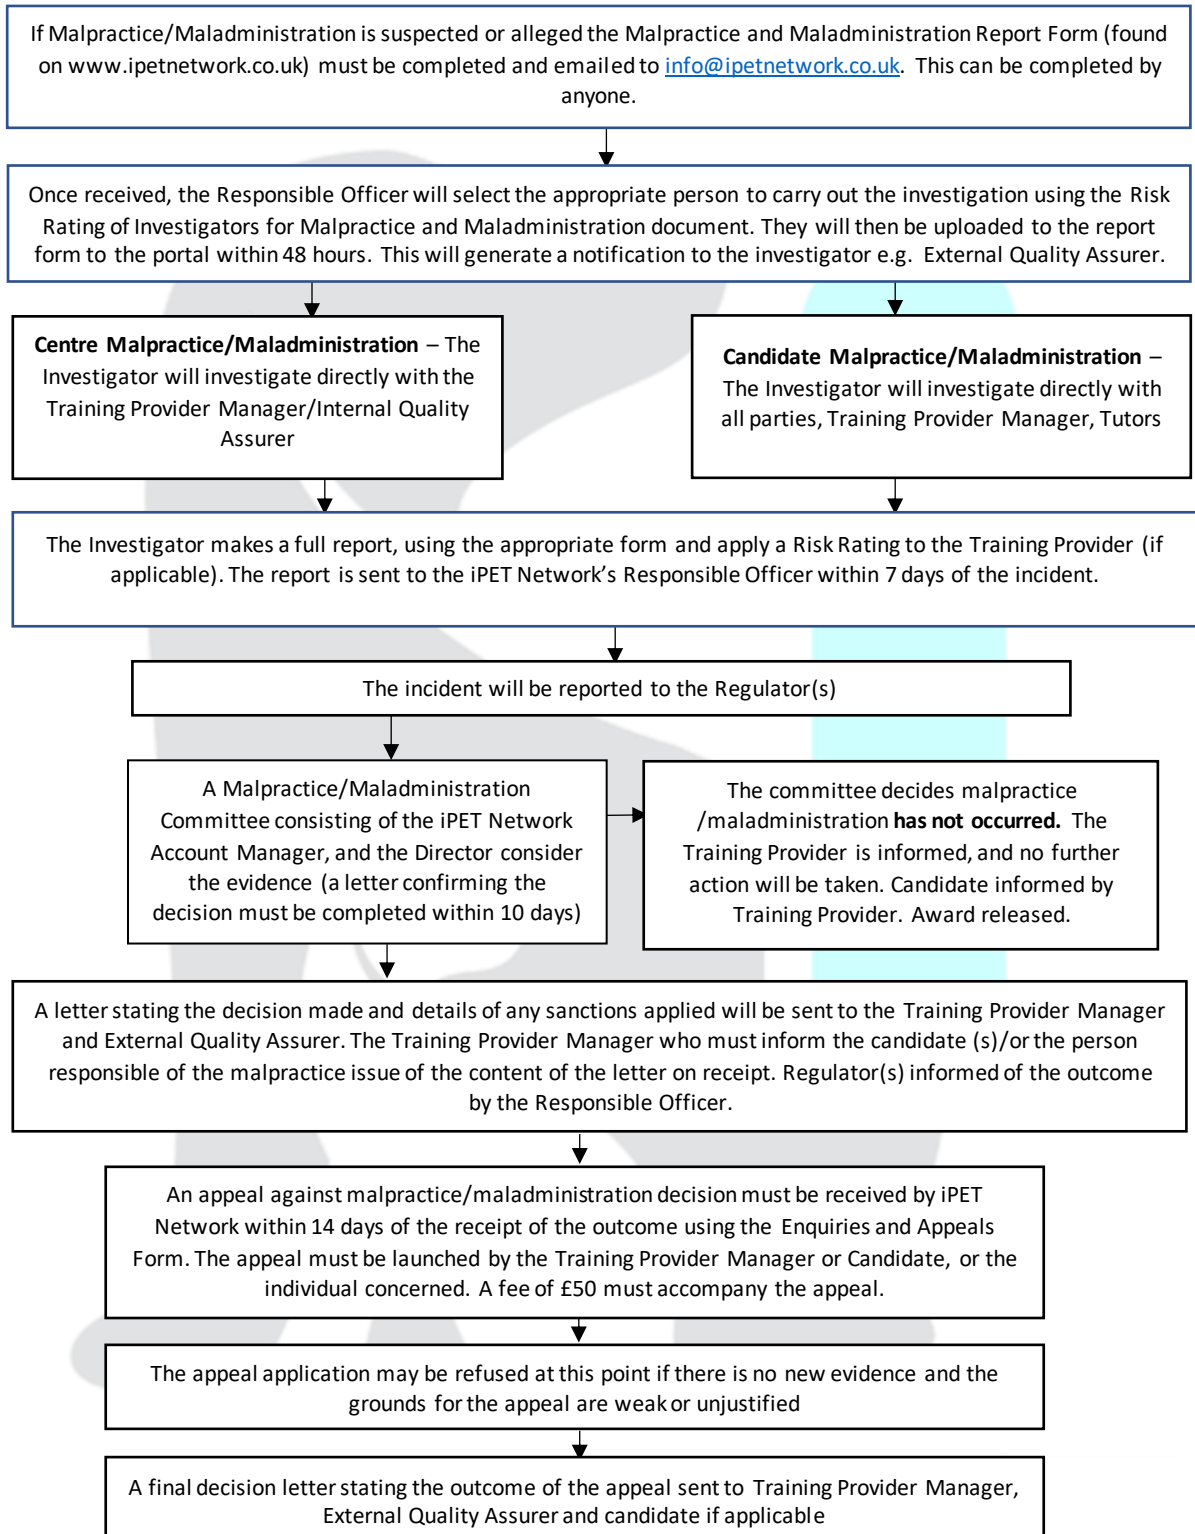 If Malpractice/Maladministration is suspected or alleged the Malpractice and Maladministration Report Form (found
on www.ipetnetwork.co.uk) must be completed and emailed to info@ipetnetwork.co.uk. This can be completed by
anyone.
Once received, the Responsible Officer will select the appropriate person to carry out the investigation using the Risk
Rating of Investigators for Malpractice and Maladministration document. They will then be uploaded to the report
form to the portal within 48 hours. This will generate a notification to the investigator e.g. External Quality Assurer.
Centre Malpractice/Maladministration – The
Investigator will investigate directly with the
Training Provider Manager/Internal Quality
Assurer
Candidate Malpractice/Maladministration –
The Investigator will investigate directly with
all parties, Training Provider Manager, Tutors
The Investigator makes a full report, using the appropriate form and apply a Risk Rating to the Training Provider (if
applicable). The report is sent to the iPET Network’s Responsible Officer within 7 days of the incident.
The incident will be reported to the Regulator(s)
A Malpractice/Maladministration
Committee consisting of the iPET Network
Account Manager, and the Director consider
the evidence (a letter confirming the
decision must be completed within 10 days)
The committee decides malpractice
/maladministration has not occurred. The
Training Provider is informed, and no further
action will be taken. Candidate informed by
Training Provider. Award released.
A letter stating the decision made and details of any sanctions applied will be sent to the Training Provider Manager
and External Quality Assurer. The Training Provider Manager who must inform the candidate (s)/or the person
responsible of the malpractice issue of the content of the letter on receipt. Regulator(s) informed of the outcome
by the Responsible Officer.
An appeal against malpractice/maladministration decision must be received by iPET
Network within 14 days of the receipt of the outcome using the Enquiries and Appeals
Form. The appeal must be launched by the Training Provider Manager or Candidate, or the
individual concerned. A fee of £50 must accompany the appeal.
The appeal application may be refused at this point if there is no new evidence and the
grounds for the appeal are weak or unjustified
A final decision letter stating the outcome of the appeal sent to Training Provider Manager,
External Quality Assurer and candidate if applicable